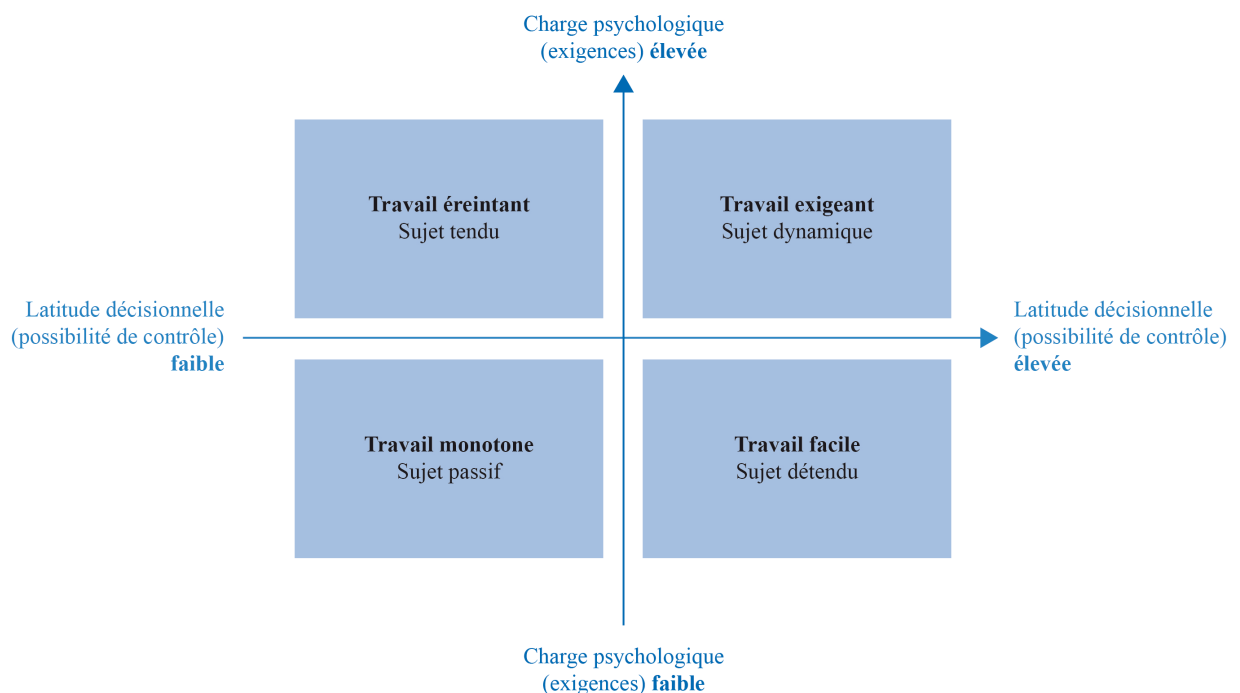 Charge psychologique
(exigences) élevée
Travail éreintant
Sujet tendu
Travail exigeant
Sujet dynamique
Latitude décisionnelle
(possibilité de contrôle)
faible
Latitude décisionnelle
(possibilité de contrôle)
élevée
Travail monotone
Sujet passif
Travail facile
Sujet détendu
Charge psychologique
(exigences) faible